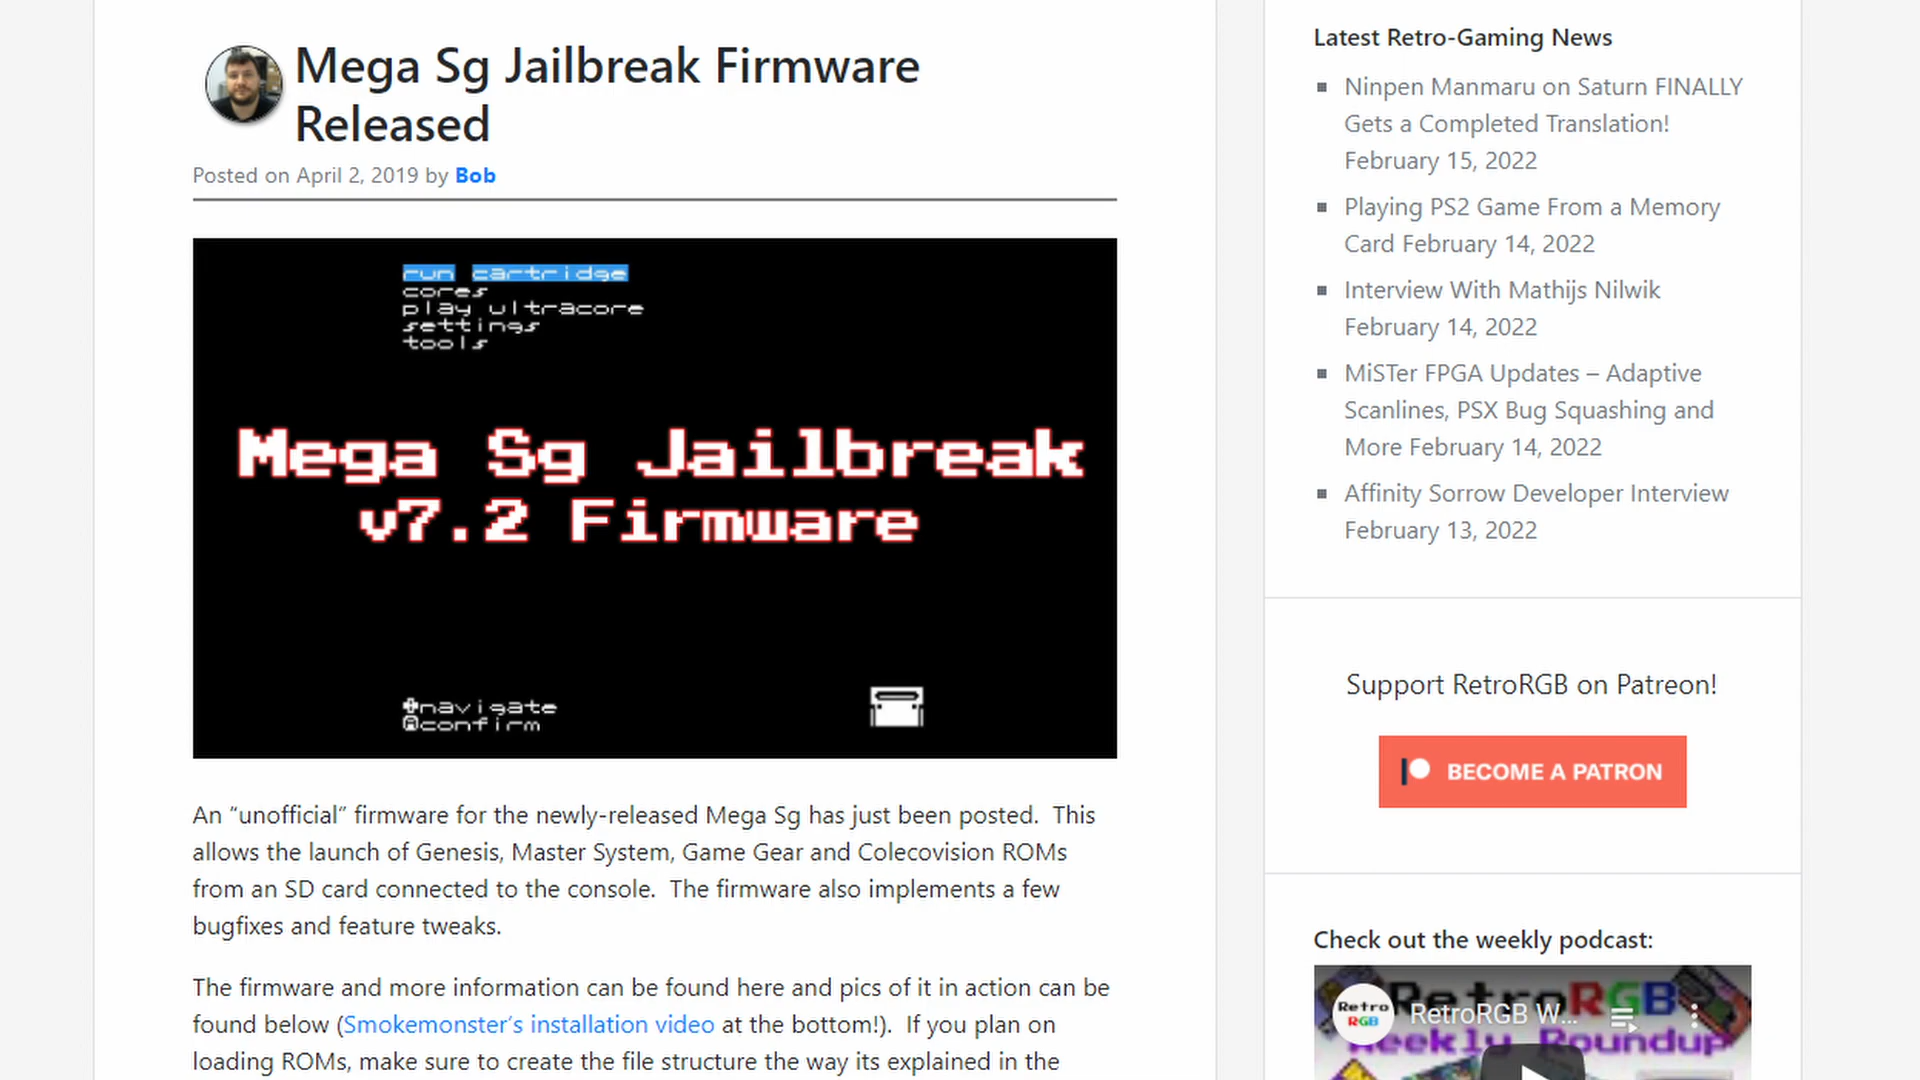 Mega Sg Jailbreak Firmware
Released
Posted on April 2, 2019 by Bob
run cartridge
cores
play ultracore
settings
tools
Mega Sg Jailbreak
v7.2 Firmware
navigate
confirm
An “unofficial” firmware for the newly-released Mega Sg has just been posted.  This
allows the launch of Genesis, Master System, Game Gear and Colecovision ROMs
from an SD card connected to the console.  The firmware also implements a few
bugfixes and feature tweaks.
The firmware and more information can be found here and pics of it in action can be
found below (Smokemonster’s installation video at the bottom!).  If you plan on
loading ROMs, make sure to create the file structure the way its explained in the
Latest Retro-Gaming News
Ninpen Manmaru on Saturn FINALLY
Gets a Completed Translation!
February 15, 2022
Playing PS2 Game From a Memory
Card February 14, 2022
Interview With Mathijs Nilwik
February 14, 2022
MiSTer FPGA Updates – Adaptive
Scanlines, PSX Bug Squashing and
More February 14, 2022
Affinity Sorrow Developer Interview
February 13, 2022
Support RetroRGB on Patreon!
BECOME A PATRON
Check out the weekly podcast:
RetroRGB
Retro
RGB
RetroRGB W...
Weekly Roundup